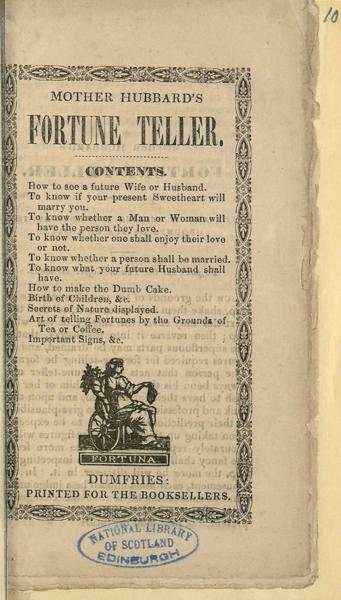 10
MOTHER HUBBARD'S
FORTUNE TELLER.
CONTENTS.
How to see a future Wife or Husband.
To know if your present Sweetheart will
marry you.
To know whether a Man or Woman will
have the person they love.
To know whether one shall enjoy their love
or not.
To know whether a person shall be married.
To know what your future Husband shall
have.
How to make the Dumb Cake.
Birth of Children, &c.
Secrets of Nature displayed.
Art of telling Fortunes by the Grounds of
Tea or Coffee.
Important Signs, &c.
FORTUNA.
DUMFRIES:
PRINTED FOR THE BOOKSELLERS.
NATIONAL LIBRARY
OF SCOTLAND
EDINBURGH